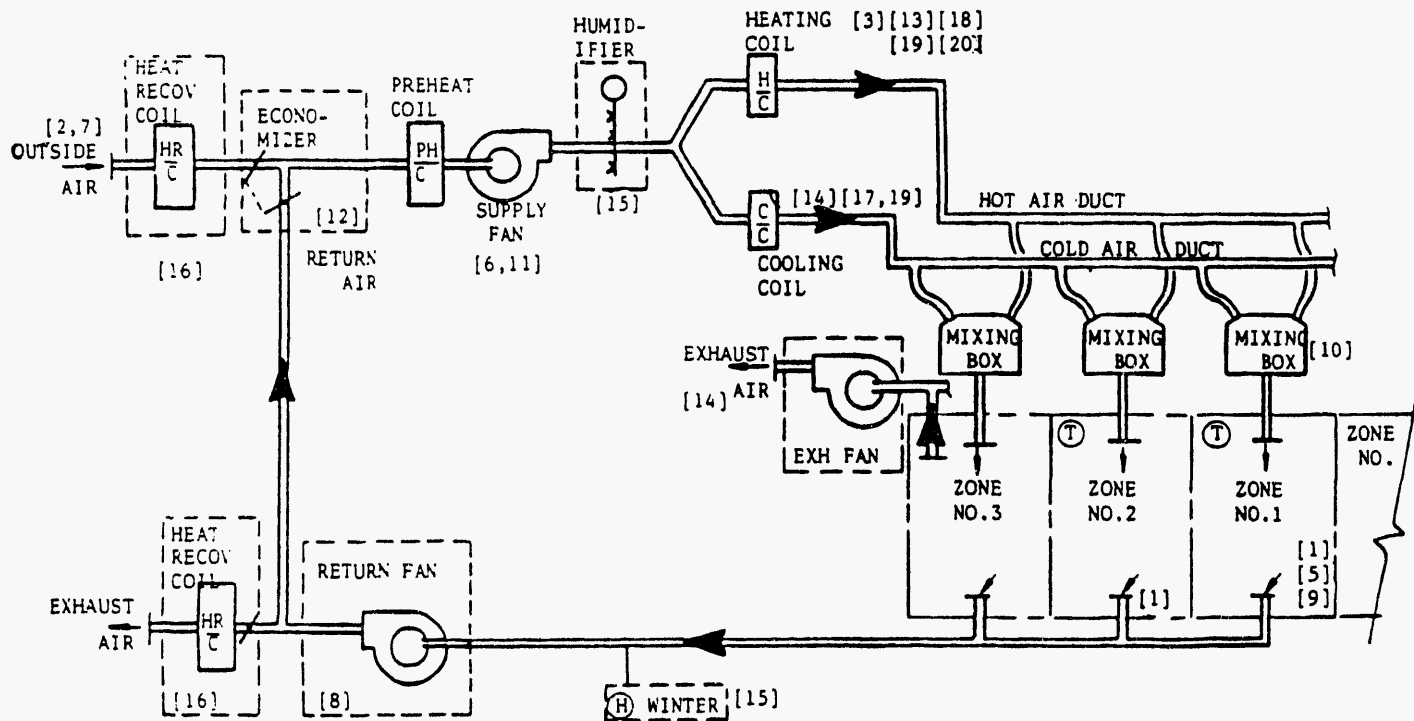 HEAT
RECOV
COIL
HR
C
[2,7]
OUTSIDE
AIR
[16]
ECONO-
MIZER
[12]
RETURN
AIR
PREHEAT
COIL
PH
C
SUPPLY
FAN
[6,11]
HUMID-
IFIER
[15]
HEATING
COIL
[3][13][18]
[19][20]
H
C
C
C
[14][17,19]
COOLING
COIL
HOT AIR DUCT
COLD AIR DUCT
MIXING
BOX
MIXING
BOX
MIXING
BOX
[10]
EXHAUST
AIR
[14]
EXH FAN
ZONE
NO.3
T
ZONE
NO.2
[1]
T
ZONE
NO.1
[1]
[5]
[9]
ZONE
NO.
HEAT
RECOV
COIL
HR
C
EXHAUST
AIR
[16]
RETURN FAN
[8]
H WINTER
[15]